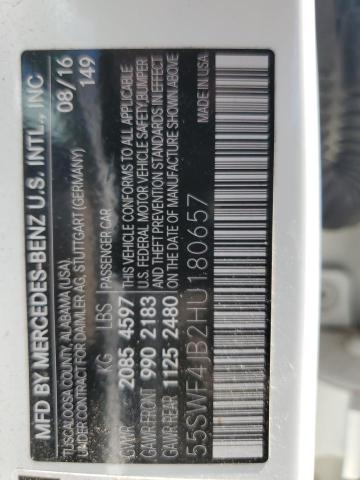 MFD BY MERCEDES-BENZ U.S. INTL., INC
TUSCALOOSA COUNTY, ALABAMA (USA)
UNDER CONTRACT FOR DAIMLER AG, STUTTGART (GERMANY)
08/16
149
KG LBS PASSENGER CAR
GVWR 2085 4597
GAWR-FRONT 990 2183
GAWR-REAR 1125 2480
THIS VEHICLE CONFORMS TO ALL APPLICABLE
U.S. FEDERAL MOTOR VEHICLE SAFETY, BUMPER
AND THEFT PREVENTION STANDARDS IN EFFECT
ON THE DATE OF MANUFACTURE SHOWN ABOVE
55SWF4JB2HU180657
MADE IN USA